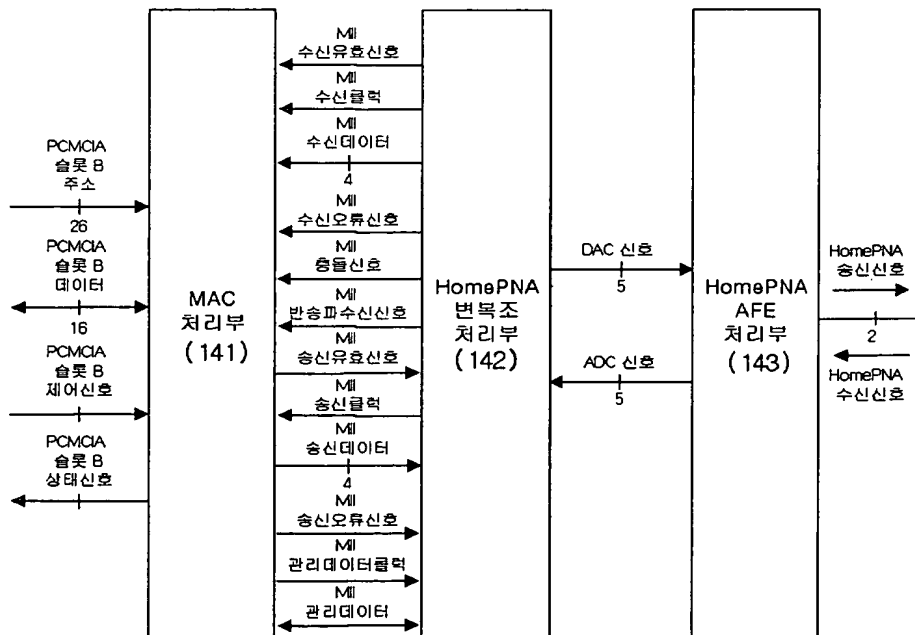 PCMCIA
슬롯 B
주소
26
PCMCIA
슬롯 B
데이터
16
PCMCIA
슬롯 B
제어신호
PCMCIA
슬롯 B
상태신호
MAC
처리부
(141)
MII
수신유효신호
MII
수신클럭
MII
수신데이터
4
MII
수신오류신호
MII
충돌신호
MII
반송파수신신호
MII
송신유효신호
MII
송신클럭
MII
송신데이터
4
MII
송신오류신호
MII
관리데이터클럭
MII
관리데이터
HomePNA
변복조
처리부
(142)
DAC 신호
5
ADC 신호
5
HomePNA
AFE
처리부
(143)
HomePNA
송신신호
2
HomePNA
수신신호